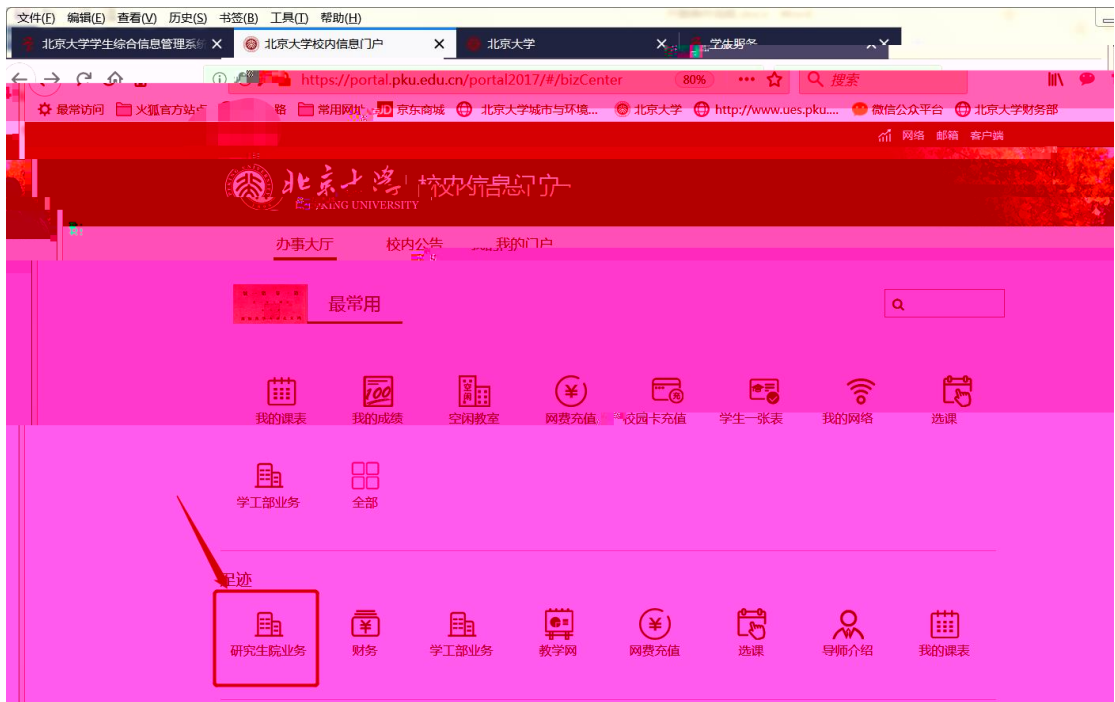 文件(F) 编辑(E) 查看(V) 历史(S) 书签(B) 工具(T) 帮助(H)
北京大学学生综合信息管理系统 北京大学校内信息门户 北京大学 学生服务
https://portal.pku.edu.cn/portal2017/#/bizCenter 80% 搜索
最常访问 火狐官方站点 常用网址 京东商城 北京大学城市与环境... 北京大学 http://www.ues.pku.... 微信公众平台 北京大学财务部
网络 邮箱 客户端
北京大学 校内信息门户
UNIVERSITY
办事大厅 校内公告 我的门户
最常用
我的课表 我的成绩 空闲教室 网费充值 校园卡充值 学生一张表 我的网络 选课
学工部业务 全部
足迹
研究生院业务 财务 学工部业务 教学网 网费充值 选课 导师介绍 我的课表